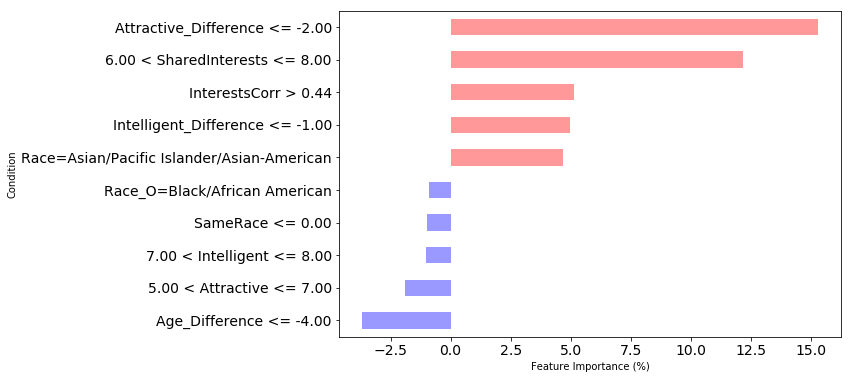 Attractive_Difference <= -2.00
6.00 < SharedInterests <= 8.00
InterestsCorr > 0.44
Intelligent_Difference <= -1.00
Race=Asian/Pacific Islander/Asian-American
Race_O=Black/African American
SameRace <= 0.00
7.00 < Intelligent <= 8.00
5.00 < Attractive <= 7.00
Age_Difference <= -4.00
Condition
−2.5 0.0 2.5 5.0 7.5 10.0 12.5 15.0
Feature Importance (%)